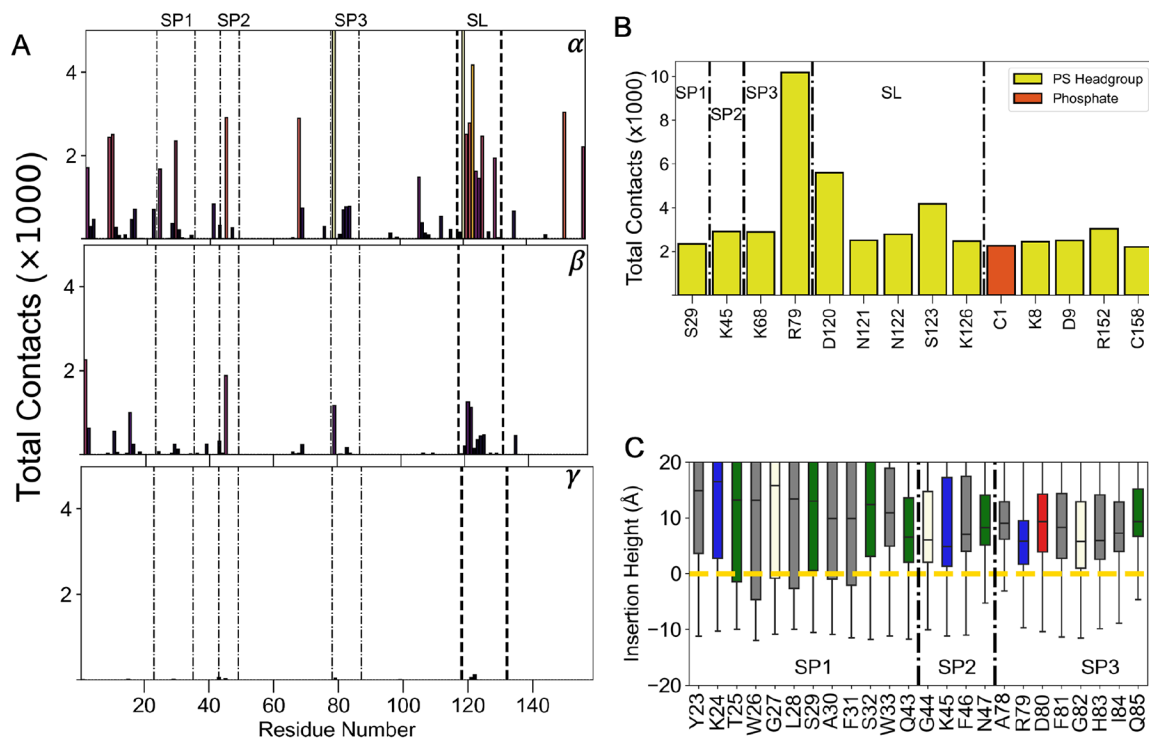 A
SP1 SP2 SP3 SL
α
4
2
β
4
2
γ
4
2
Total Contacts (×1000)
20 40 60 80 100 120 140
Residue Number
B
PS Headgroup
Phosphate
SP1 SP2 SP3 SL
10
8
6
4
2
Total Contacts (x1000)
S29 K45 K68 R79 D120 N121 N122 S123 K126 C1 K8 D9 R152 C158
C
20
10
0
−10
−20
Insertion Height (Å)
SP1 SP2 SP3
Y23 K24 T25 W26 G27 L28 S29 A30 F31 S32 W33 Q43 G44 K45 F46 N47 A78 R79 D80 F81 G82 H83 I84 Q85